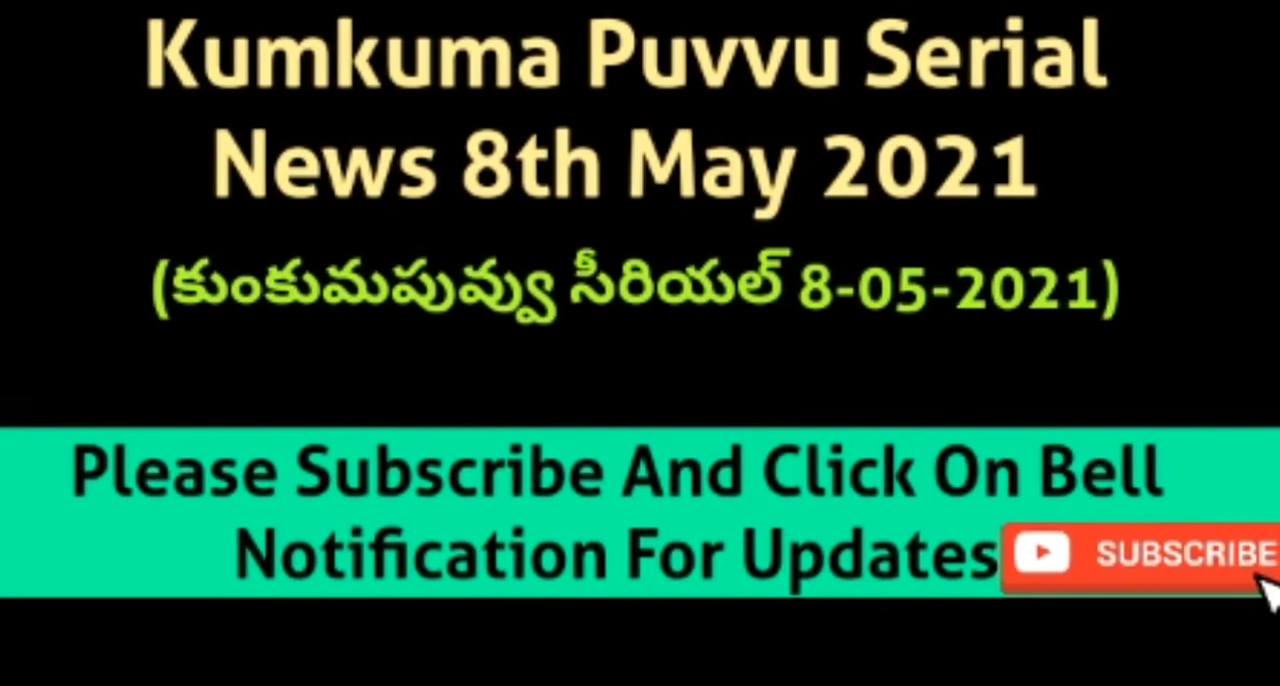 Kumkuma Puvvu Serial
News 8th May 2021
(కుంకుమపువ్వు సీరియల్ 8-05-2021)
Please Subscribe And Click On Bell
Notification For Updates
SUBSCRIBE